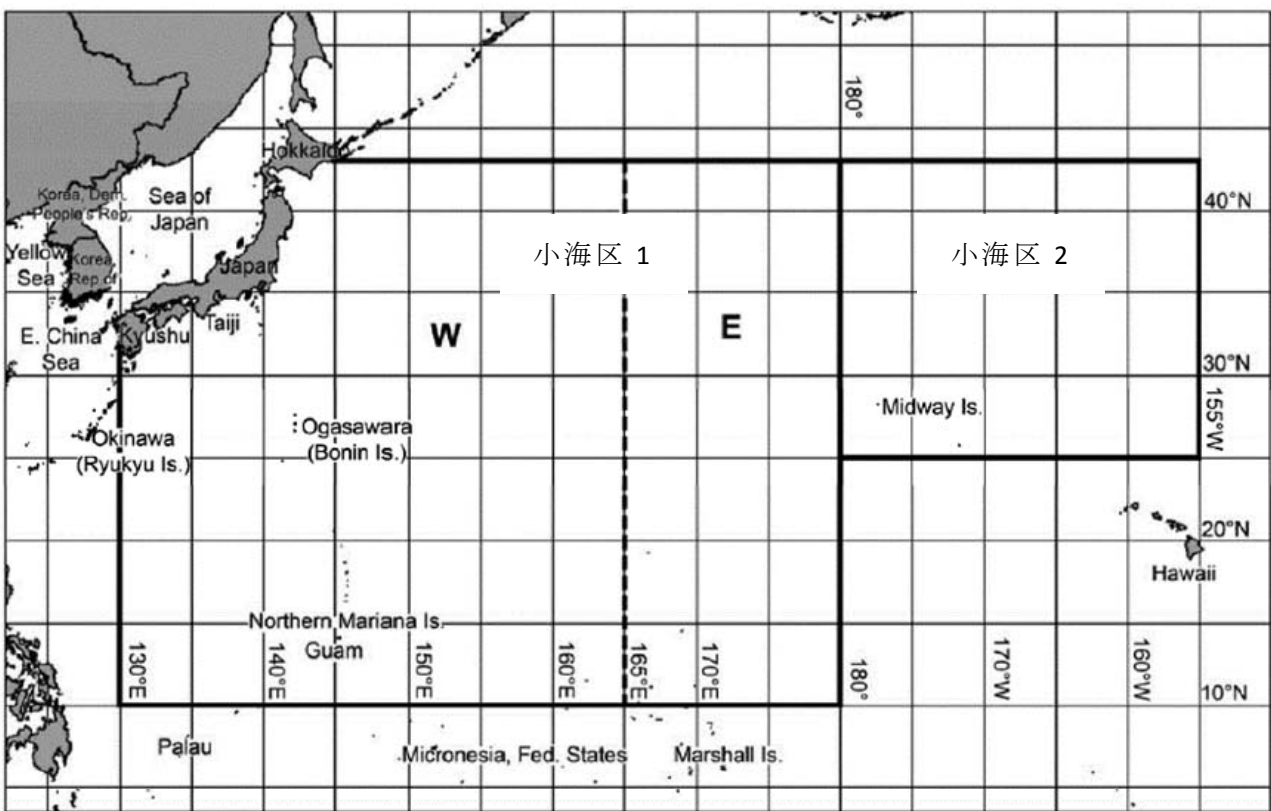 180°
Hokkaido
40°N
Korea, Dem.
People's Rep.
Sea of
Japan
小海区 1
小海区 2
Yellow
Sea
Korea
Rep of
Japan
Taiji
E. China
Sea
Kyushu
W
E
30°N
155°W
Midway Is.
Okinawa
(Ryukyu Is.)
Ogasawara
(Bonin Is.)
20°N
Hawaii
Northern Mariana Is.
Guam
130°E
140°E
150°E
160°E
165°E
170°E
180°
170°W
160°W
10°N
Palau
Micronesia, Fed. States
Marshall Is.